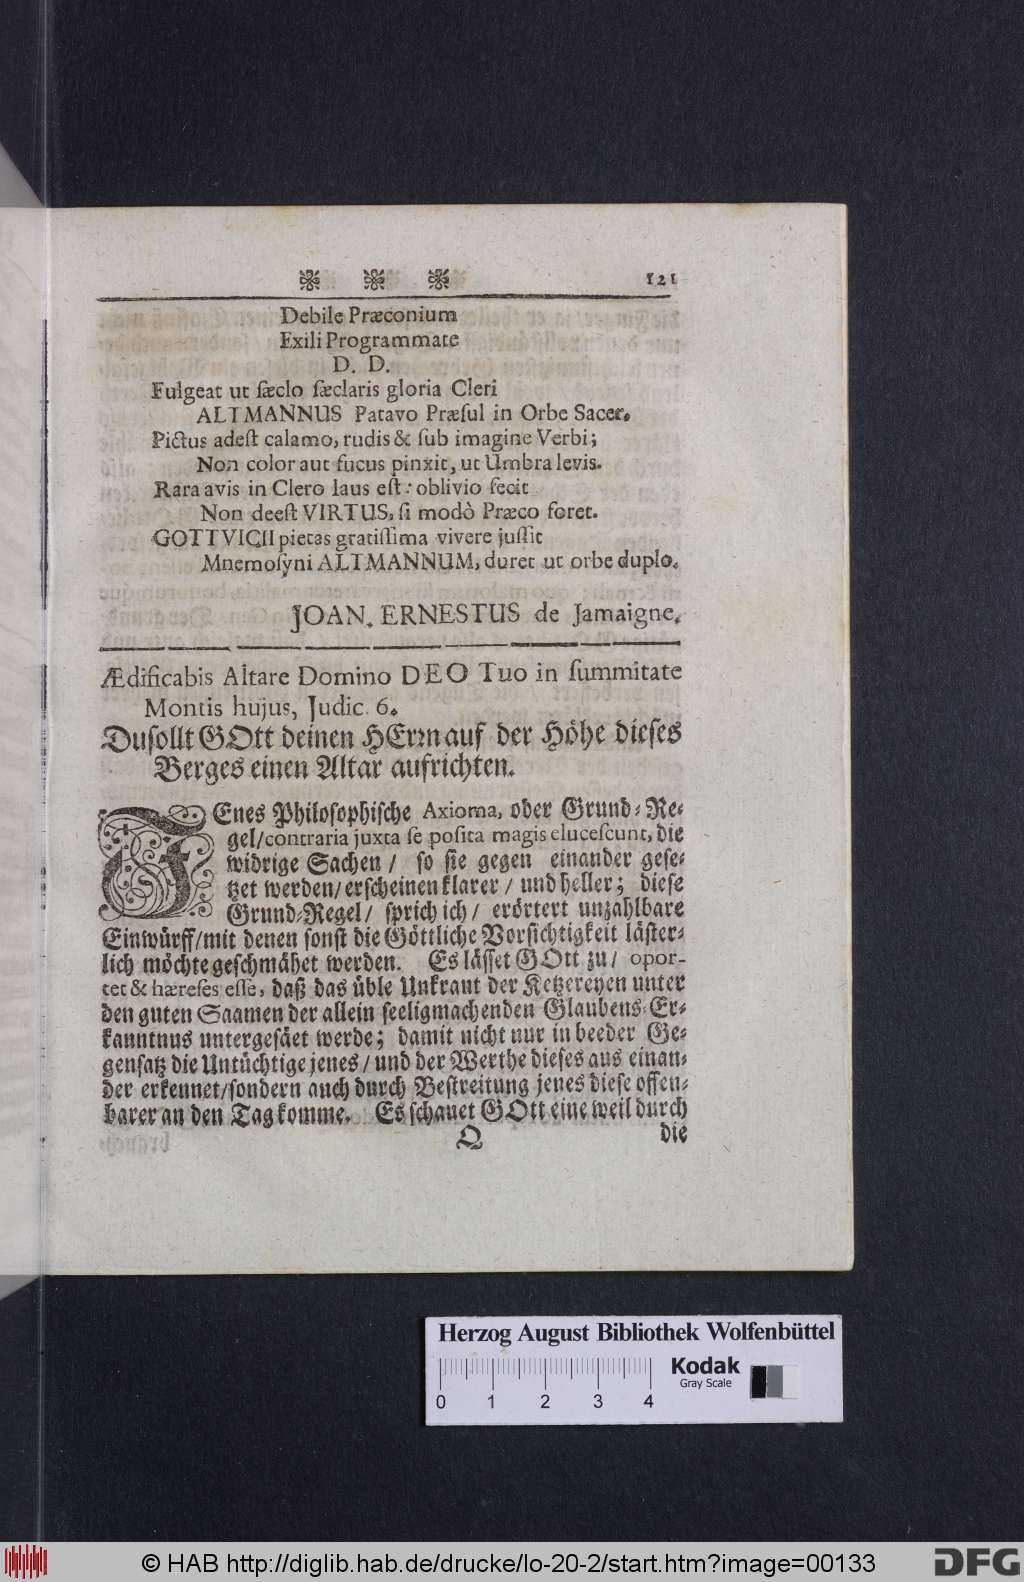 121
Debile Præconium
Exili Programmate
D. D.
Fulgeat ut ſæclo ſæclaris gloria Cleri
ALTMANNUS Patavo Præſul in Orbe Sacer.
Pictus adeſt calamo, rudis & ſub imagine Verbi;
Non color aut fucus pinxit, ut Umbra levis.
Rara avis in Clero laus eſt: oblivio fecit
Non deeſt VIRTUS, ſi modò Præco foret.
GOTTVICII pietas gratiſſima vivere juſſit
Mnemoſyni ALTMANNUM, duret ut orbe duplo.
JOAN. ERNESTUS de Jamaigne.
Ædificabis Altare Domino DEO Tuo in ſummitate
Montis hujus, Judic. 6.
Du ſollt GOtt deinen HErrn auf der Höhe dieſes
Berges einen Altar aufrichten.
JEnes Philoſophiſche Axioma, oder Grund-Re-
gel/ contraria juxta ſe poſita magis eluceſcunt, die
widrige Sachen / ſo ſie gegen einander geſe-
tzet werden/ erſcheinen klarer / und heller; dieſe
Grund-Regel/ ſprich ich / erörtert unzahlbare
Einwürff/ mit denen ſonſt die Göttliche Vorſichtigkeit läſter-
lich möchte geſchmähet werden. Es läſſet GOtt zu/ opor-
tet & hæreſes eſſe, daß das üble Unkraut der Ketzereyen unter
den guten Saamen der allein ſeeligmachenden Glaubens-Er-
kanntnus untergeſäet werde; damit nicht nur in beeder Ge-
genſatz die Untüchtige jenes / und der Werthe dieſes aus einan-
der erkennet/ ſondern auch durch Beſtreitung jenes dieſe offen-
barer an den Tag komme. Es ſchauet GOtt eine weil durch
Q die
Herzog August Bibliothek Wolfenbüttel
Kodak
Gray Scale
0 1 2 3 4
© HAB http://diglib.hab.de/drucke/lo-20-2/start.htm?image=00133
DFG